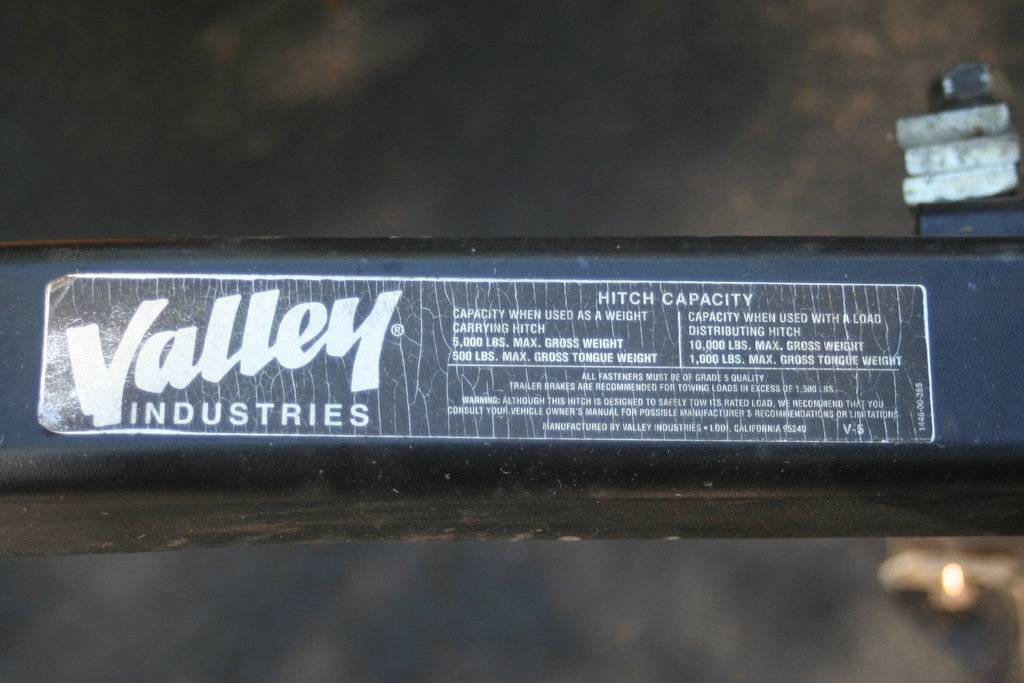 Valley®
INDUSTRIES
HITCH CAPACITY
CAPACITY WHEN USED AS A WEIGHT
CARRYING HITCH
5,000 LBS. MAX. GROSS WEIGHT
500 LBS. MAX. GROSS TONGUE WEIGHT
CAPACITY WHEN USED WITH A LOAD
DISTRIBUTING HITCH
10,000 LBS. MAX. GROSS WEIGHT
1,000 LBS. MAX. GROSS TONGUE WEIGHT
ALL FASTENERS MUST BE OF GRADE 5 QUALITY
TRAILER BRAKES ARE RECOMMENDED FOR TOWING LOADS IN EXCESS OF 1,500 LBS.
WARNING: ALTHOUGH THIS HITCH IS DESIGNED TO SAFELY TOW ITS RATED LOAD, WE RECOMMEND THAT YOU
CONSULT YOUR VEHICLE OWNER'S MANUAL FOR POSSIBLE MANUFACTURER'S RECOMMENDATIONS OR LIMITATIONS
MANUFACTURED BY VALLEY INDUSTRIES • LODI, CALIFORNIA 95240
V-5
1446-00-385